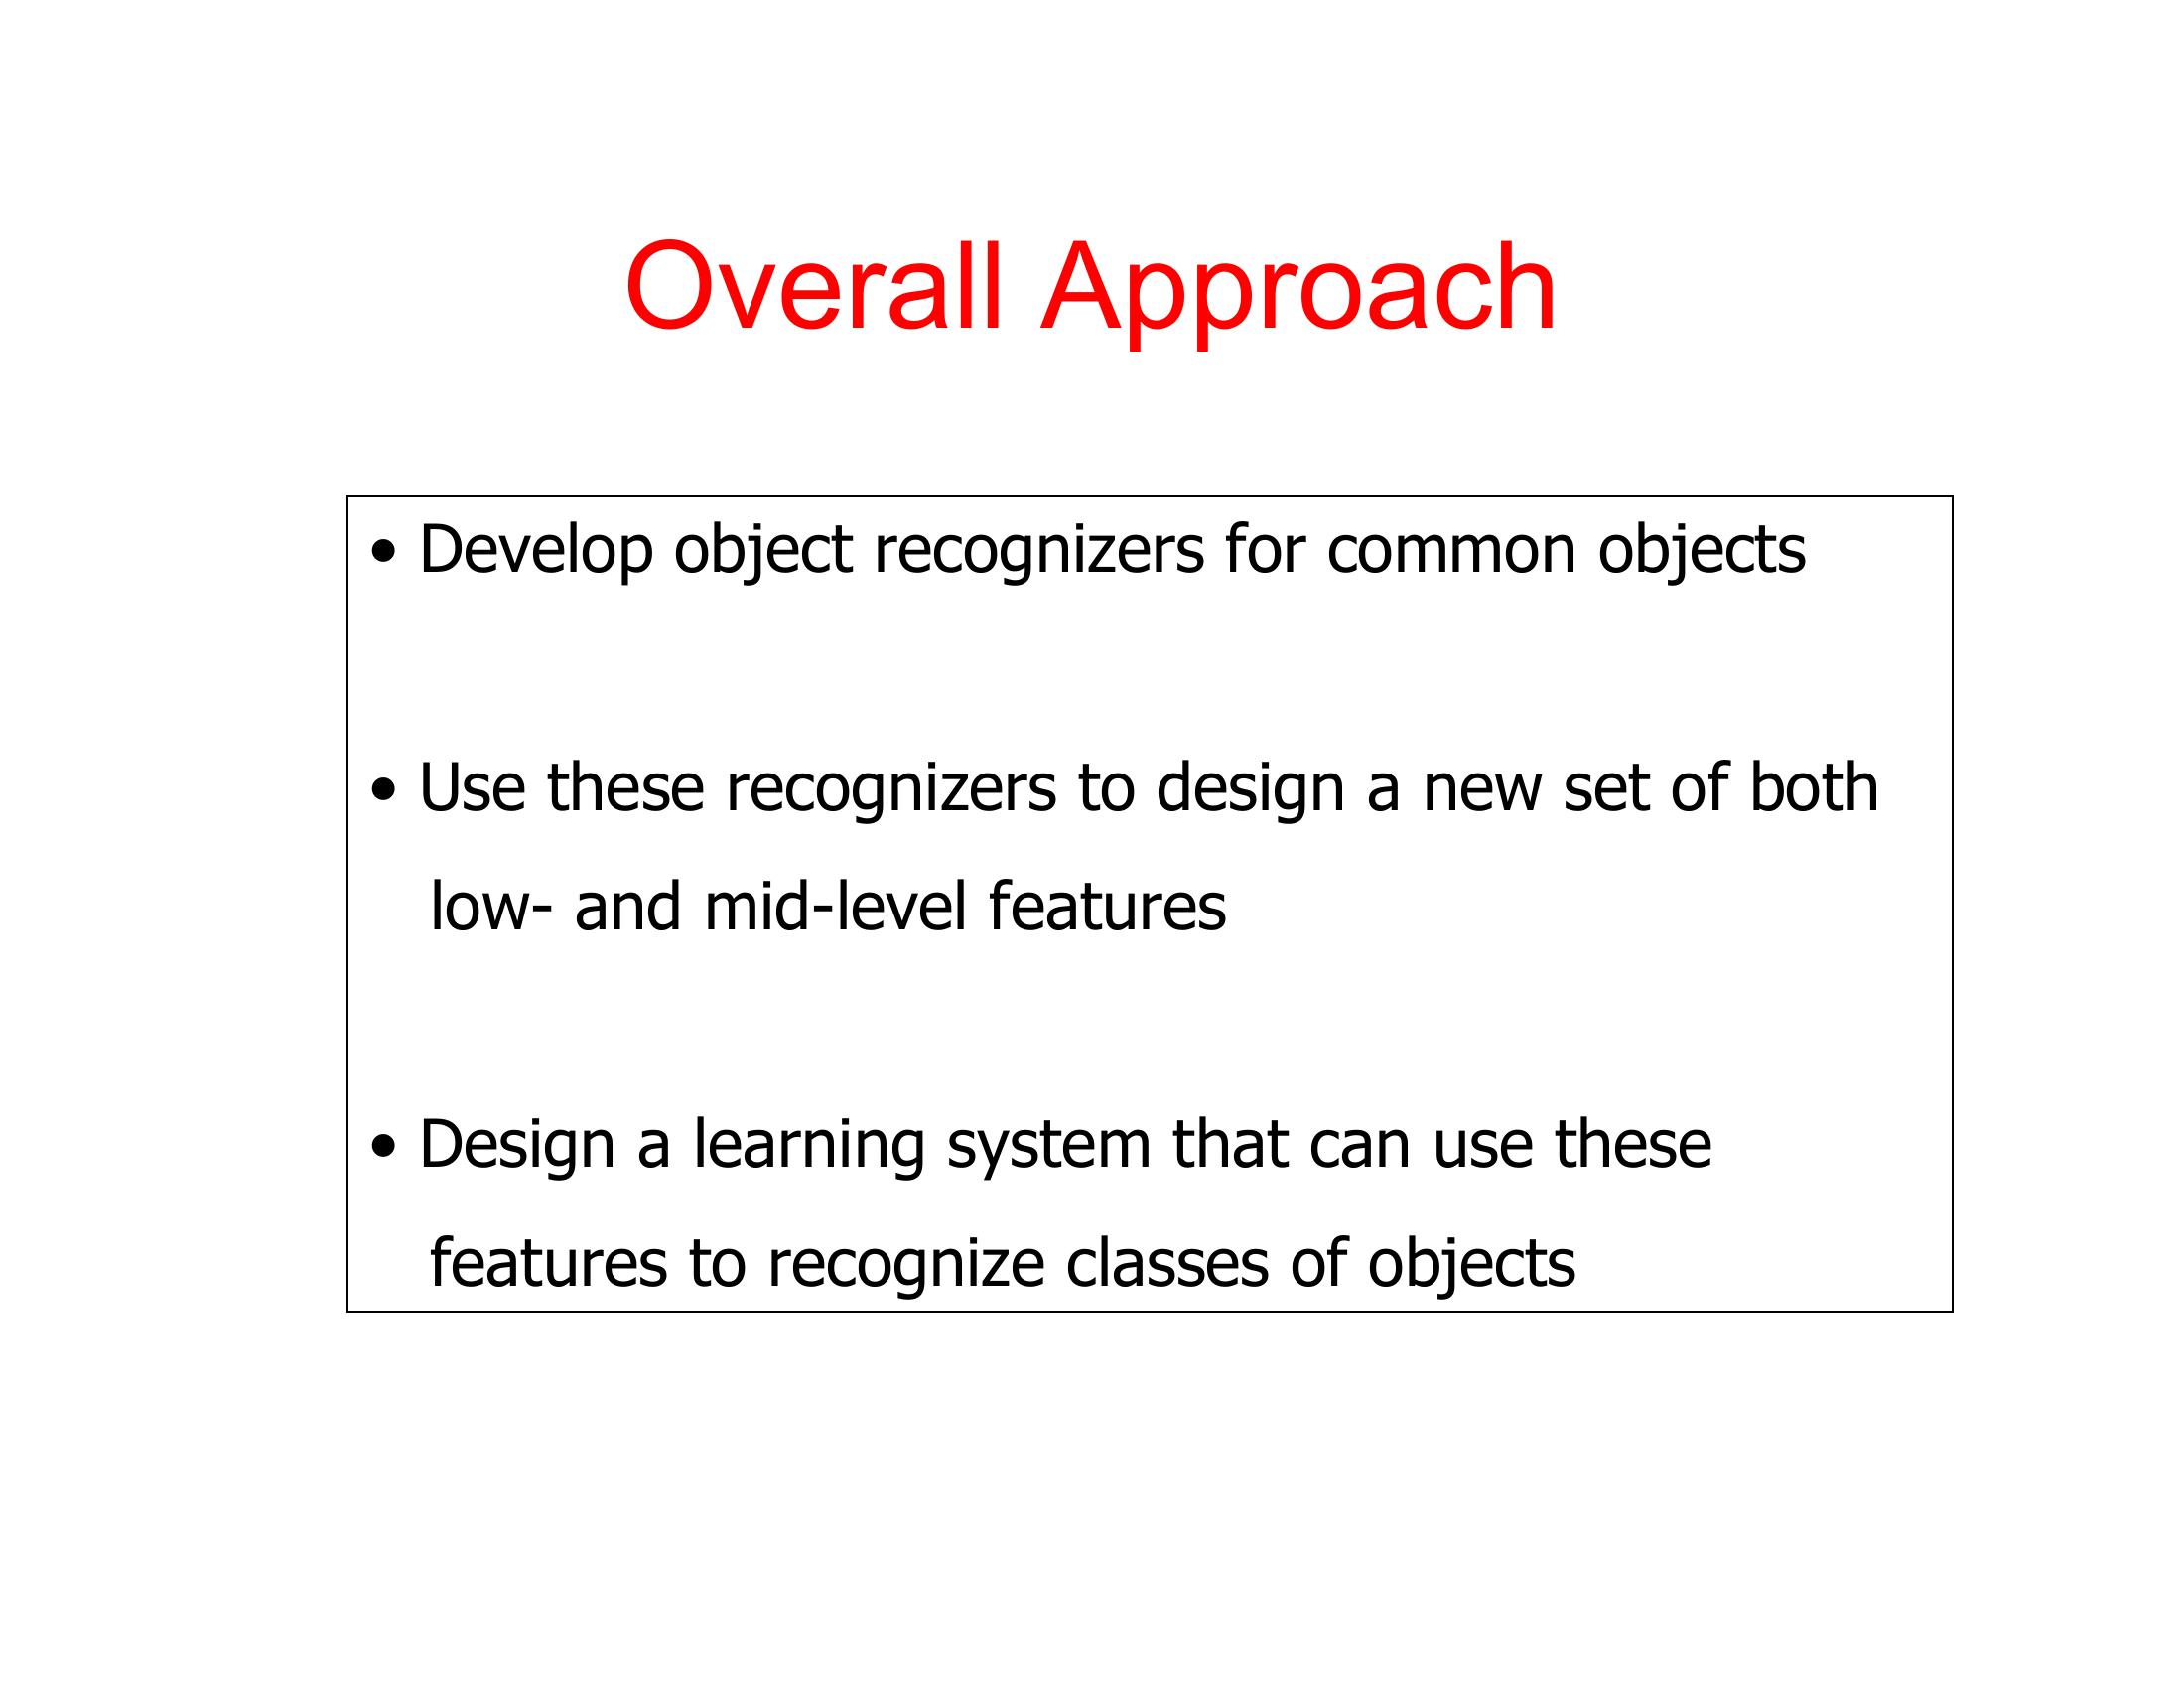 Overall Approach
• Develop object recognizers for common objects
• Use these recognizers to design a new set of both
low- and mid-level features
• Design a learning system that can use these
features to recognize classes of objects